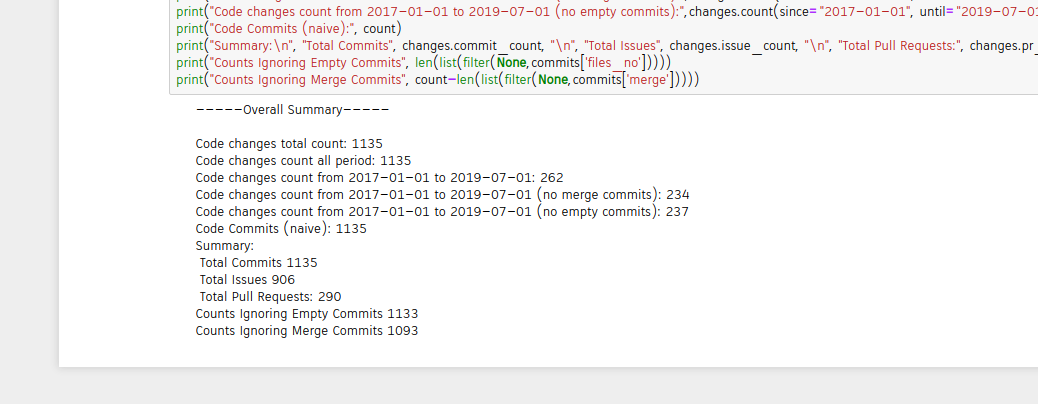 print("Code changes count from 2017-01-01 to 2019-07-01 (no empty commits):",changes.count(since="2017-01-01", until="2019-07-01
print("Code Commits (naive):", count)
print("Summary:\n", "Total Commits", changes.commit_count, "\n", "Total Issues", changes.issue_count, "\n", "Total Pull Requests:", changes.pr_
print("Counts Ignoring Empty Commits", len(list(filter(None,commits['files_no']))))
print("Counts Ignoring Merge Commits", count-len(list(filter(None,commits['merge']))))
-----Overall Summary-----
Code changes total count: 1135
Code changes count all period: 1135
Code changes count from 2017-01-01 to 2019-07-01: 262
Code changes count from 2017-01-01 to 2019-07-01 (no merge commits): 234
Code changes count from 2017-01-01 to 2019-07-01 (no empty commits): 237
Code Commits (naive): 1135
Summary:
Total Commits 1135
Total Issues 906
Total Pull Requests: 290
Counts Ignoring Empty Commits 1133
Counts Ignoring Merge Commits 1093